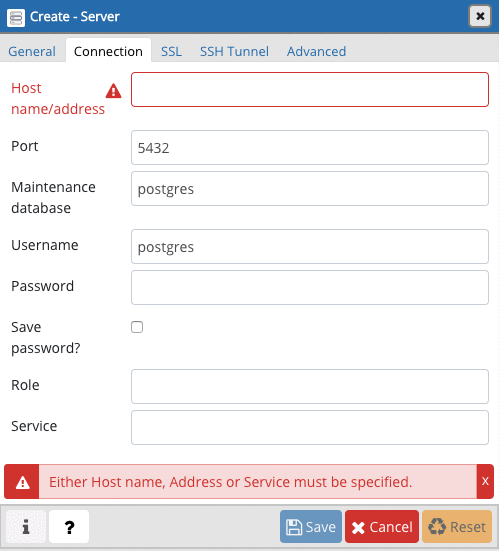 Create - Server
General Connection SSL SSH Tunnel Advanced
Host
name/address
Port 5432
Maintenance
database postgres
Username postgres
Password
Save
password?
Role
Service
Either Host name, Address or Service must be specified. x
i ? Save Cancel Reset